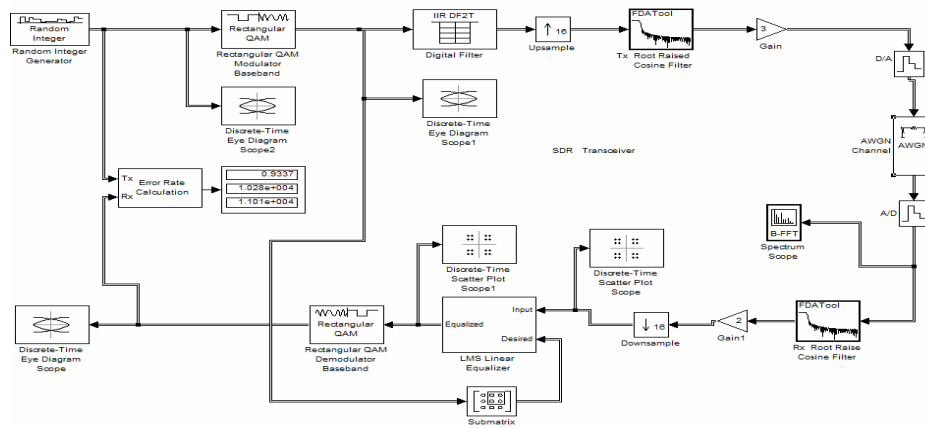 Random
Integer
Random Integer
Generator
Rectangular
QAM
Rectangular QAM
Modulator
Baseband
IIR DF2T
Digital Filter
16
Upsample
FDATool
Tx Root Raised
Cosine Filter
3
Gain
D/A
Discrete-Time
Eye Diagram
Scope2
Discrete-Time
Eye Diagram
Scope1
SDR Transceiver
AWGN
Channel
AWGN
Tx
Rx
Error Rate
Calculation
0.9337
1.028e+004
1.101e+004
A/D
B-FFT
Spectrum
Scope
Discrete-Time
Scatter Plot
Scope1
Discrete-Time
Scatter Plot
Scope
Discrete-Time
Eye Diagram
Scope
Rectangular
QAM
Rectangular QAM
Demodulator
Baseband
Equalized
Input
Desired
LMS Linear
Equalizer
16
Downsample
2
Gain1
FDATool
Rx Root Raise
Cosine Filter
Submatrix